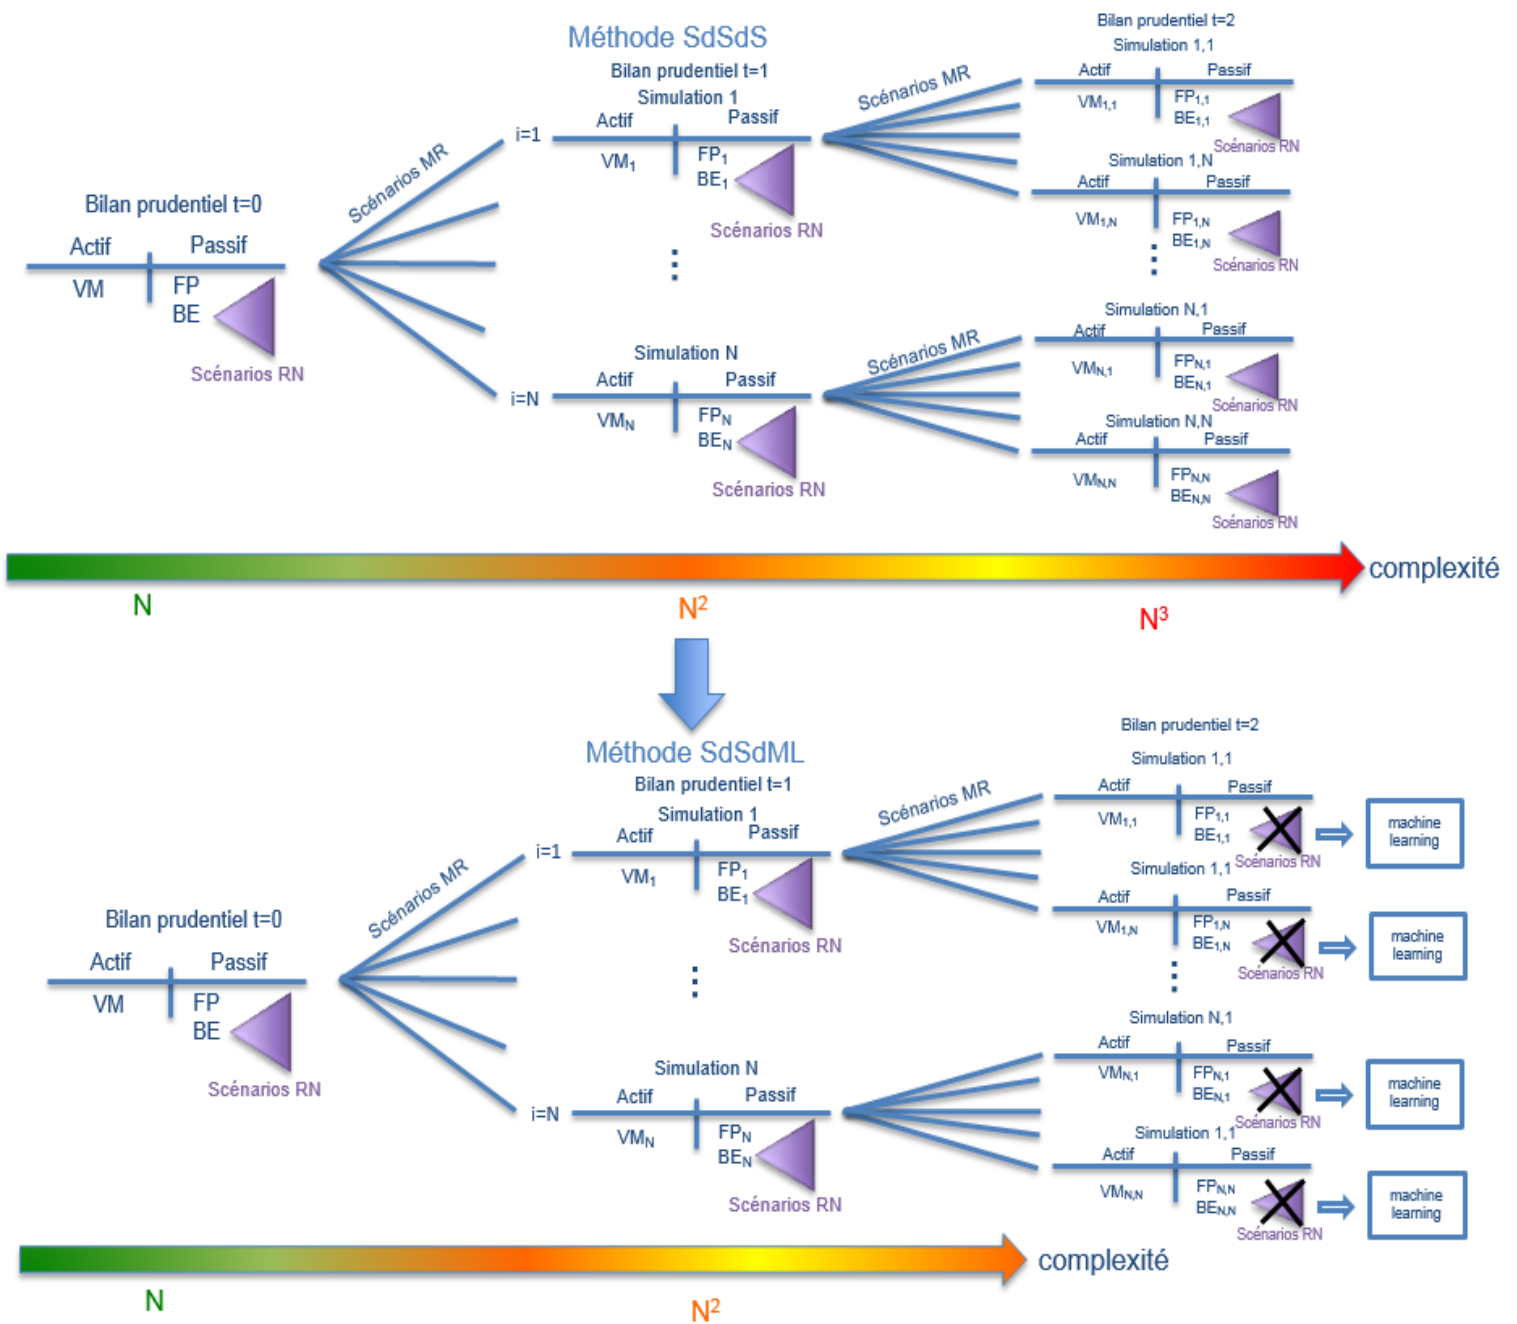 Méthode SdSdS
Bilan prudentiel t=0
Actif Passif
VM FP
BE
Scénarios RN
Scénarios MR
Bilan prudentiel t=1
Simulation 1
i=1
Actif Passif
VM1 FP1
BE1
Scénarios RN
⋮
Simulation N
i=N
Actif Passif
VMN FPN
BEN
Scénarios RN
Scénarios MR
Scénarios MR
Bilan prudentiel t=2
Simulation 1,1
Actif Passif
VM1,1 FP1,1
BE1,1
Scénarios RN
Simulation 1,N
Actif Passif
VM1,N FP1,N
BE1,N
Scénarios RN
⋮
Simulation N,1
Actif Passif
VMN,1 FPN,1
BEN,1
Scénarios RN
Simulation N,N
Actif Passif
VMN,N FPN,N
BEN,N
Scénarios RN
complexité
N N² N³
Méthode SdSdML
Bilan prudentiel t=0
Actif Passif
VM FP
BE
Scénarios RN
Scénarios MR
Bilan prudentiel t=1
Simulation 1
i=1
Actif Passif
VM1 FP1
BE1
Scénarios RN
⋮
Simulation N
i=N
Actif Passif
VMN FPN
BEN
Scénarios RN
Scénarios MR
Bilan prudentiel t=2
Simulation 1,1
Actif Passif
VM1,1 FP1,1
BE1,1
Scénarios RN
machine
learning
Simulation 1,1
Actif Passif
VM1,N FP1,N
BE1,N
Scénarios RN
machine
learning
⋮
Simulation N,1
Actif Passif
VMN,1 FPN,1
BEN,1
Scénarios RN
machine
learning
Simulation 1,1
Actif Passif
VMN,N FPN,N
BEN,N
Scénarios RN
machine
learning
complexité
N N²